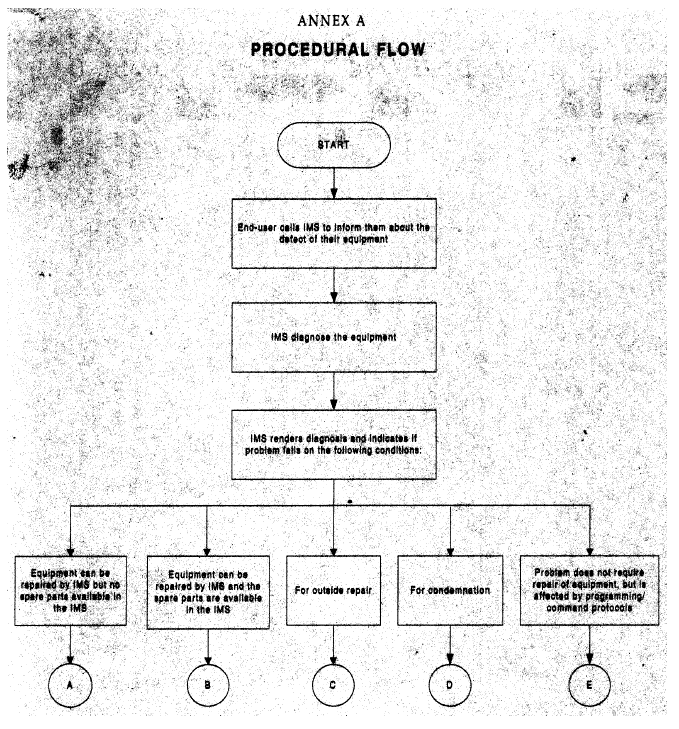 ANNEX A
PROCEDURAL FLOW
START
End-user calls IMS to inform them about the
defect of their equipment
IMS diagnose the equipment
IMS renders diagnosis and indicates if
problem falls on the following conditions:
Equipment can be
repaired by IMS but no
spare parts available in
the IMS
Equipment can be
repaired by IMS and the
spare parts are available
in the IMS
For outside repair
For condemnation
Problem does not require
repair of equipment, but is
affected by programming/
command protocols
A
B
C
D
E